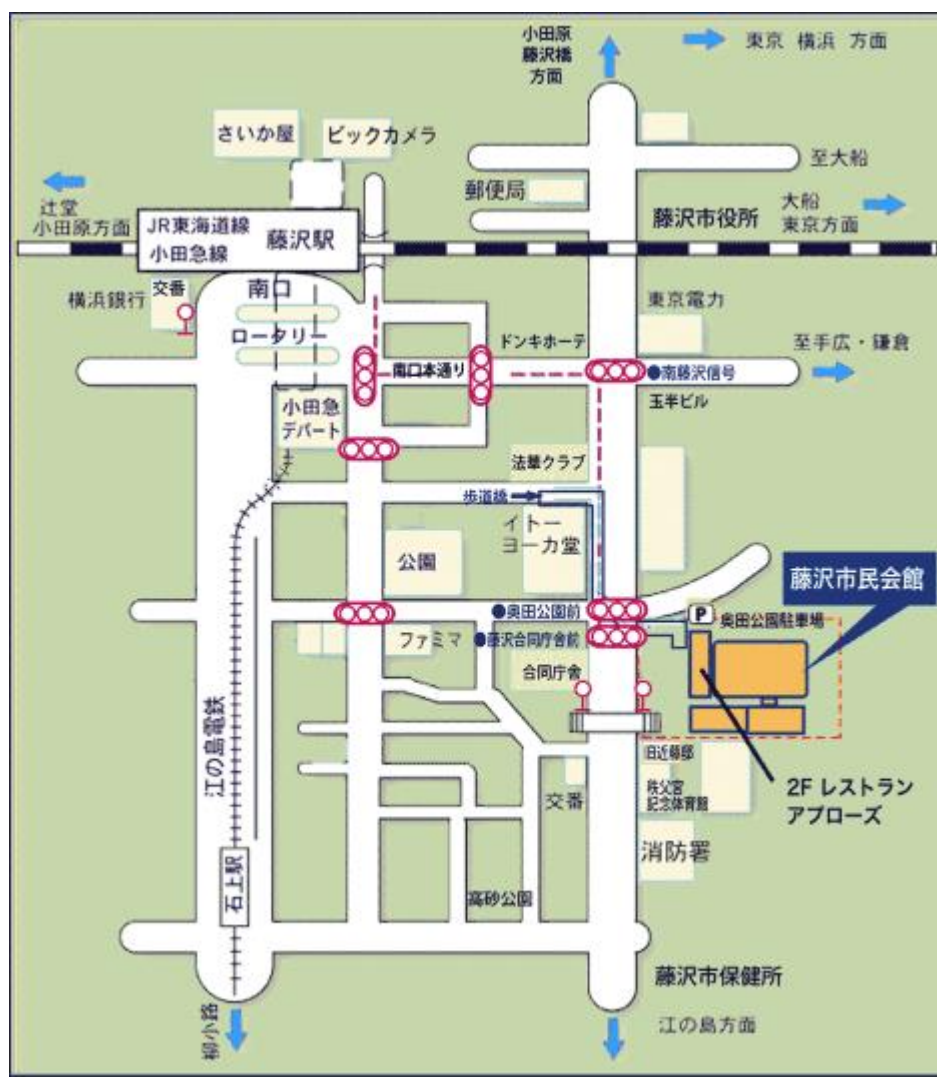 小田原
藤沢橋
方面
東京 横浜 方面
さいか屋
ビックカメラ
至大船
郵便局
辻堂
小田原方面
JR東海道線
小田急線
藤沢駅
藤沢市役所
大船
東京方面
南口
横浜銀行
交番
東京電力
ロータリー
ドンキホーテ
至手広・鎌倉
南口本通り
●南藤沢信号
小田急
デパート
玉半ビル
法華クラブ
歩道橋
イトー
ヨーカ堂
公園
藤沢市民会館
●奥田公園前
P
奥田公園駐車場
ファミマ
●藤沢合同庁舎前
合同庁舎
江の島電鉄
旧近藤邸
秩父宮
記念体育館
交番
2F レストラン
アプローズ
消防署
石上駅
高砂公園
藤沢市保健所
柳小路
江の島方面